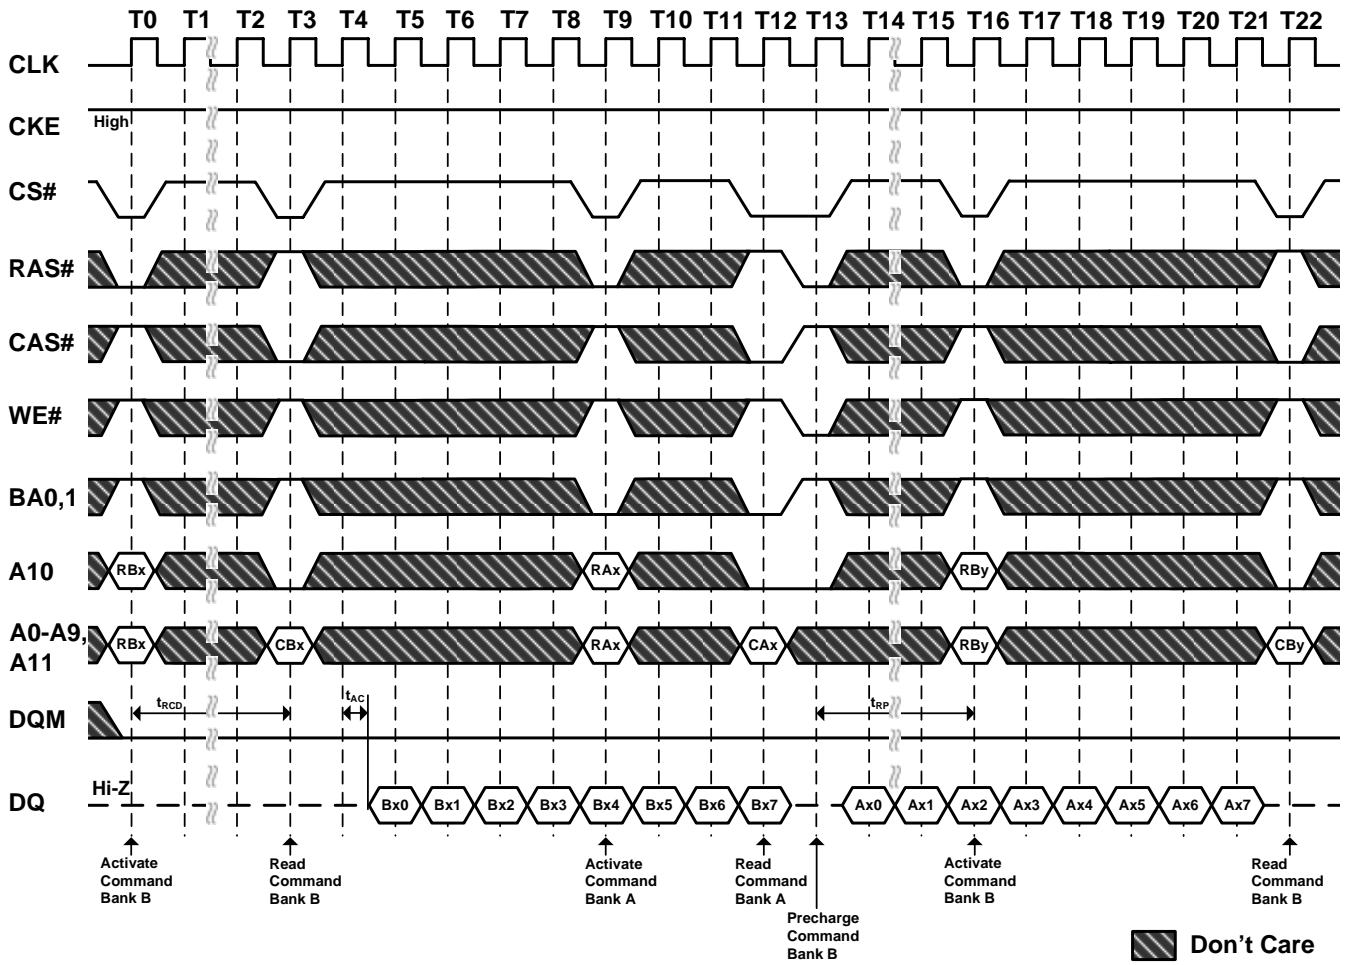 T0 T1 T2 T3 T4 T5 T6 T7 T8 T9 T10 T11 T12 T13 T14 T15 T16 T17 T18 T19 T20 T21 T22
CLK
CKE High
CS#
RAS#
CAS#
WE#
BA0,1
A10 RBx RAx RBy
A0-A9,
A11 RBx CBx RAx CAx RBy CBy
DQM tRCD tAC tRP
DQ Hi-Z Bx0 Bx1 Bx2 Bx3 Bx4 Bx5 Bx6 Bx7 Ax0 Ax1 Ax2 Ax3 Ax4 Ax5 Ax6 Ax7
Activate
Command
Bank B
Read
Command
Bank B
Activate
Command
Bank A
Read
Command
Bank A
Precharge
Command
Bank B
Activate
Command
Bank B
Read
Command
Bank B
Don't Care